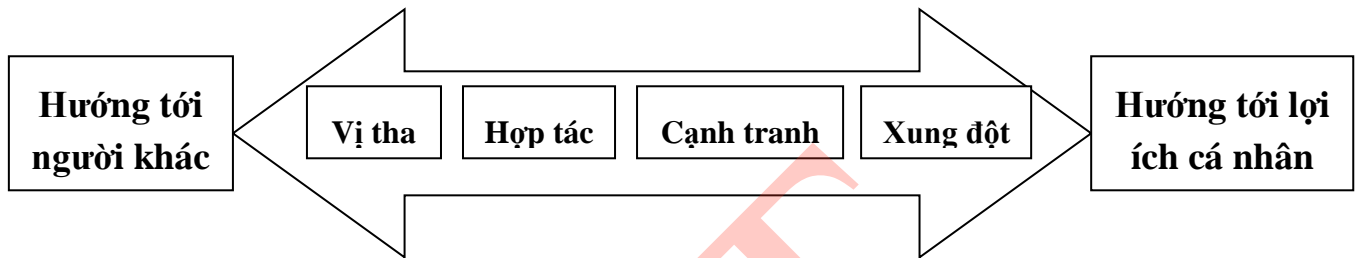 Hướng tới
người khác
Vị tha
Hợp tác
Cạnh tranh
Xung đột
Hướng tới lợi
ích cá nhân